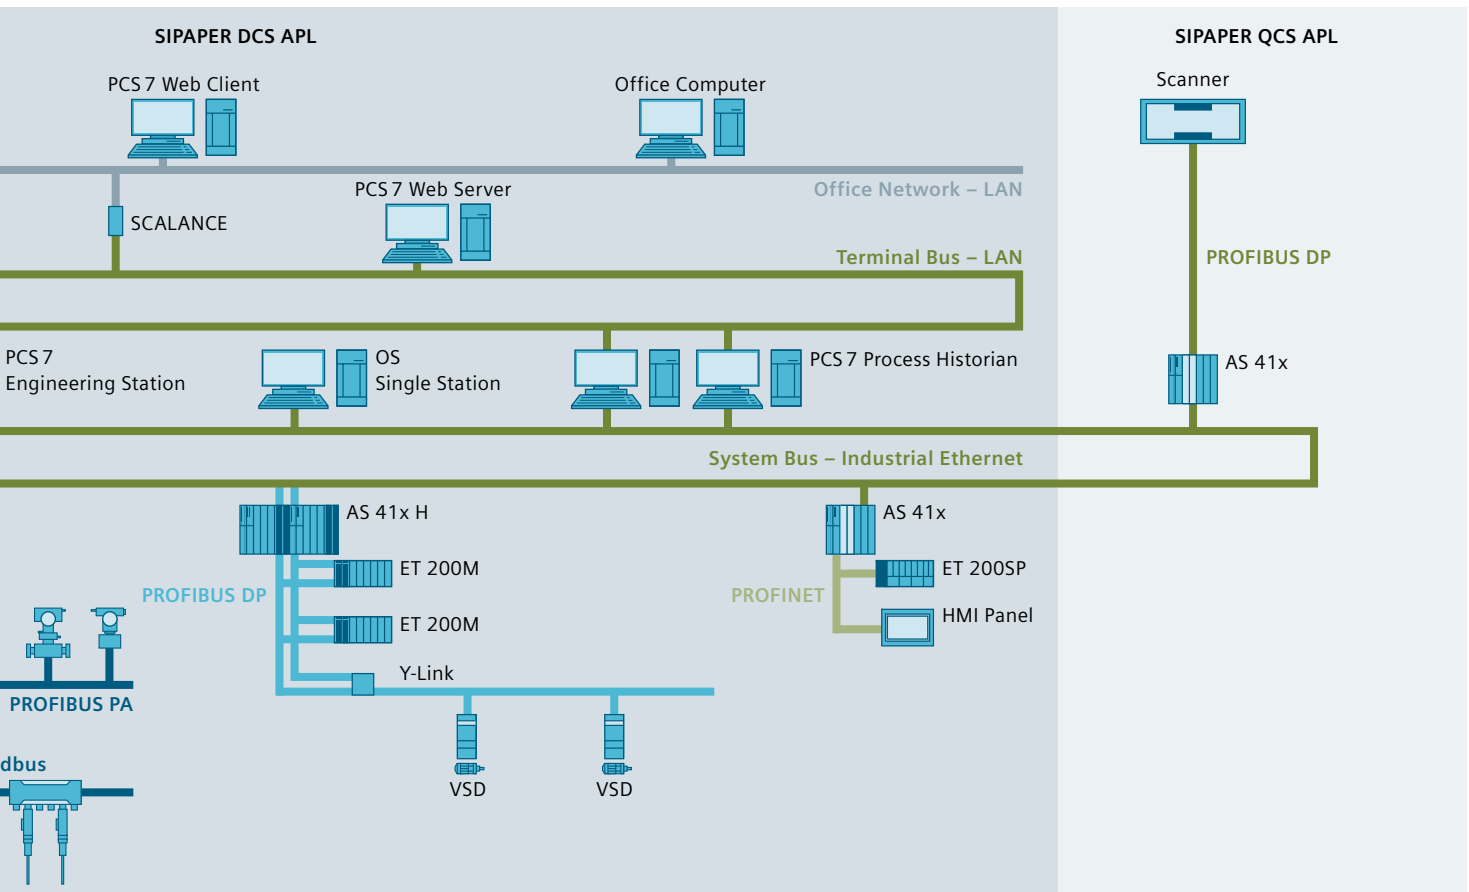 SIPAPER DCS APL
SIPAPER QCS APL
PCS 7 Web Client
Office Computer
Scanner
PCS 7 Web Server
Office Network – LAN
SCALANCE
Terminal Bus – LAN
PROFIBUS DP
PCS 7
Engineering Station
OS
Single Station
PCS 7 Process Historian
AS 41x
System Bus – Industrial Ethernet
AS 41x H
AS 41x
ET 200M
ET 200SP
PROFIBUS DP
PROFINET
HMI Panel
ET 200M
Y-Link
PROFIBUS PA
dbus
VSD
VSD